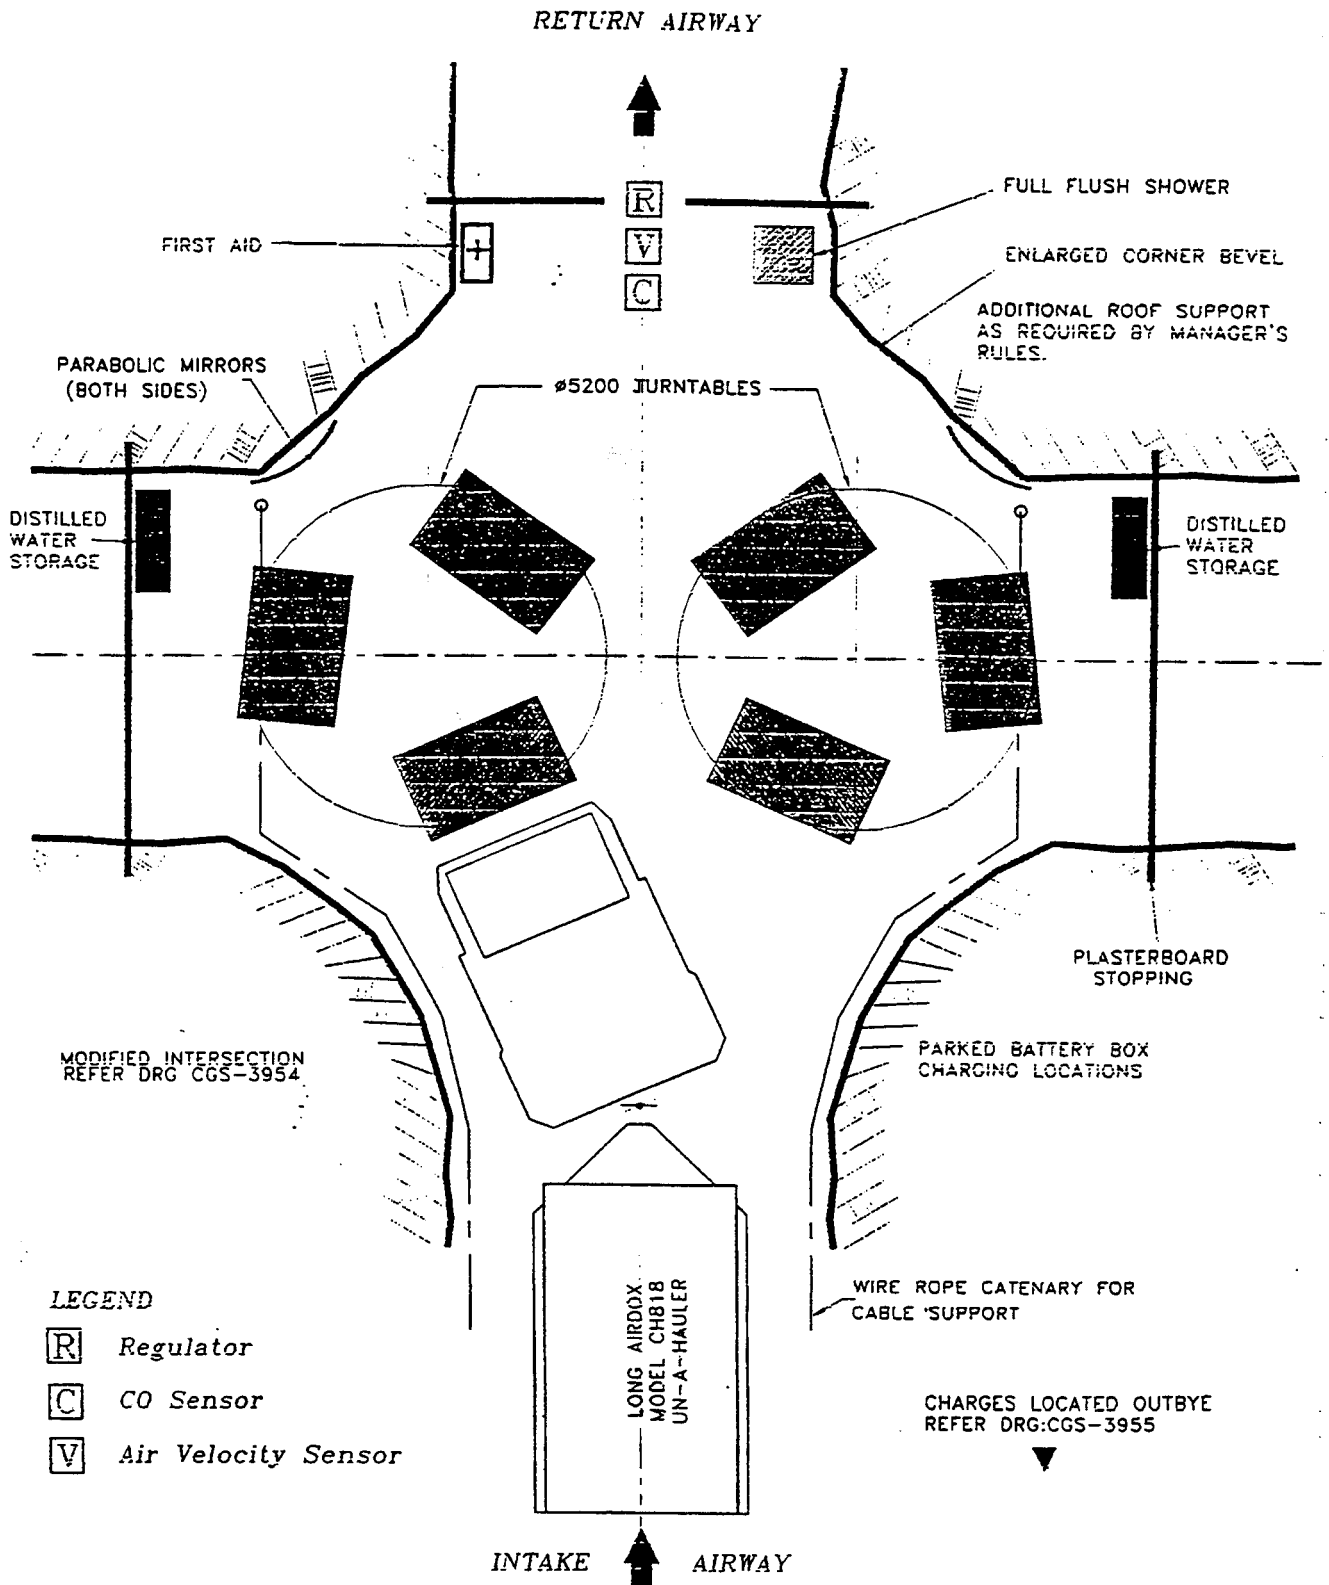 RETURN AIRWAY
R
V
C
FULL FLUSH SHOWER
FIRST AID
ENLARGED CORNER BEVEL
ADDITIONAL ROOF SUPPORT
AS REQUIRED BY MANAGER'S
RULES.
PARABOLIC MIRRORS
(BOTH SIDES)
ø5200 TURNTABLES
DISTILLED
WATER
STORAGE
DISTILLED
WATER
STORAGE
PLASTERBOARD
STOPPING
MODIFIED INTERSECTION
REFER DRG CGS-3954
PARKED BATTERY BOX
CHARGING LOCATIONS
WIRE ROPE CATENARY FOR
CABLE SUPPORT
LONG AIRDOX
MODEL CH818
UN-A-HAULER
LEGEND
R Regulator
C CO Sensor
V Air Velocity Sensor
CHARGES LOCATED OUTBYE
REFER DRG:CGS-3955
INTAKE AIRWAY